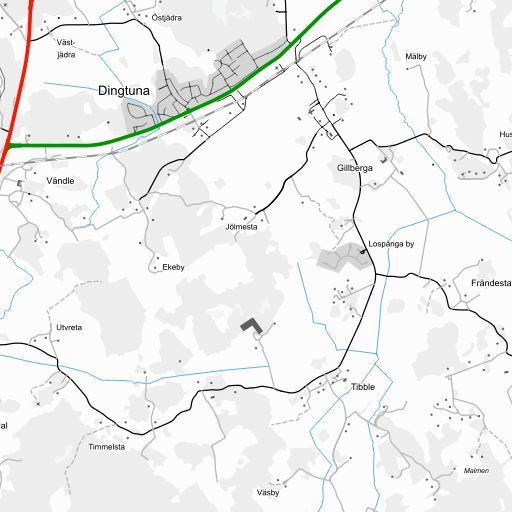 Östjädra
Väst-
jädra
Mälby
Dingtuna
Hus
Gillberga
Vändle
Jölmesta
Lospånga by
Ekeby
Frändesta
Utvreta
Tibble
al
Timmelsta
Malmen
Väsby